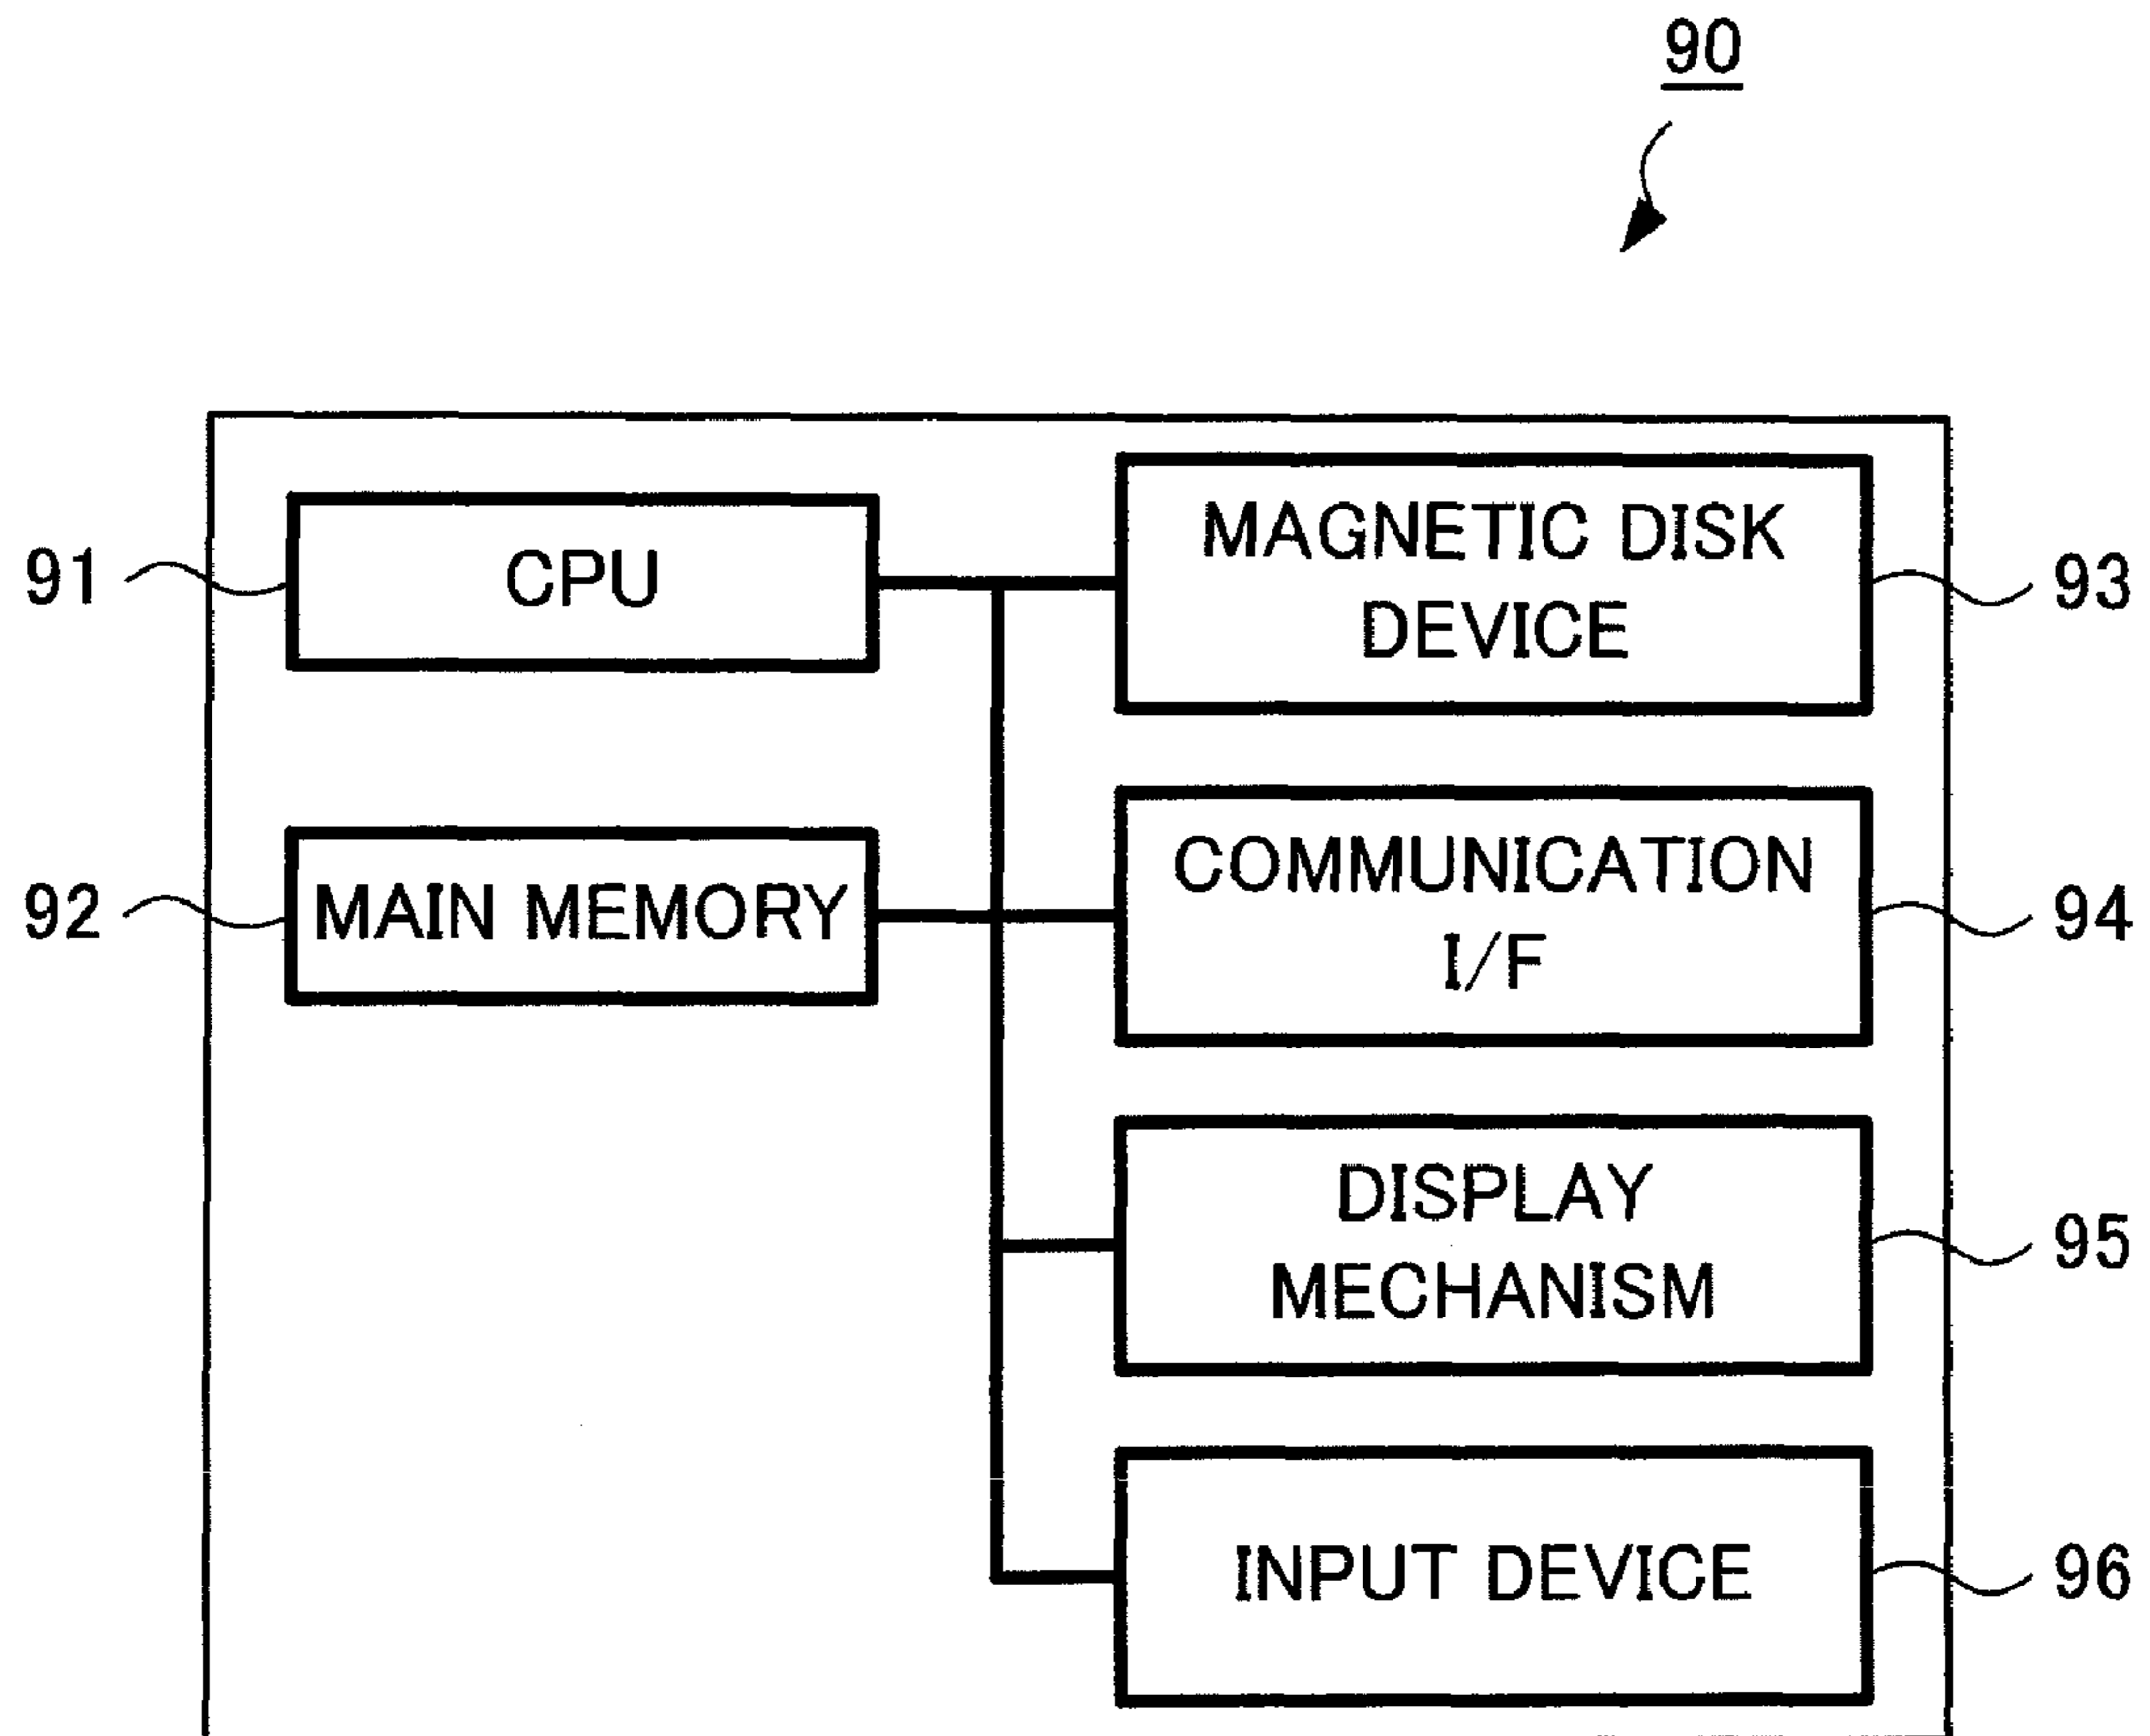 90
91
CPU
MAGNETIC DISK
DEVICE
93
92
MAIN MEMORY
COMMUNICATION
I/F
94
DISPLAY
MECHANISM
95
INPUT DEVICE
96